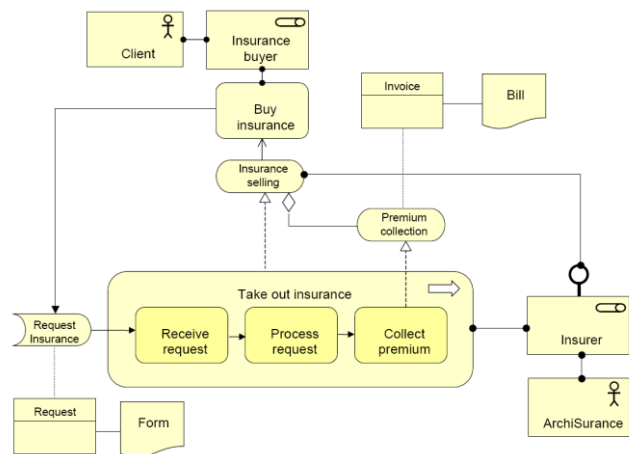 Client
Insurance
buyer
Buy
insurance
Invoice
Bill
Insurance
selling
Premium
collection
Take out insurance
Request
Insurance
Receive
request
Process
request
Collect
premium
Insurer
Request
Form
ArchiSurance